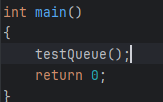 int main()
{
    testQueue();
    return 0;
}